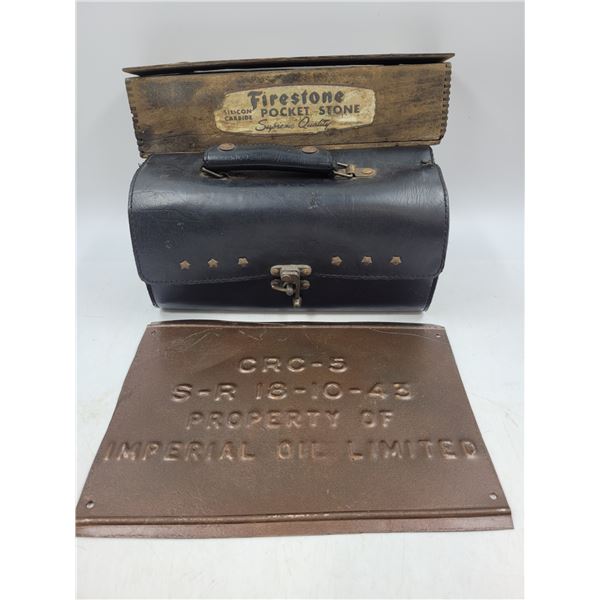 Firestone
SILICON CARBIDE POCKET STONE
Supreme Quality
CRC-5
S-R 18-10-43
PROPERTY OF
IMPERIAL OIL LIMITED